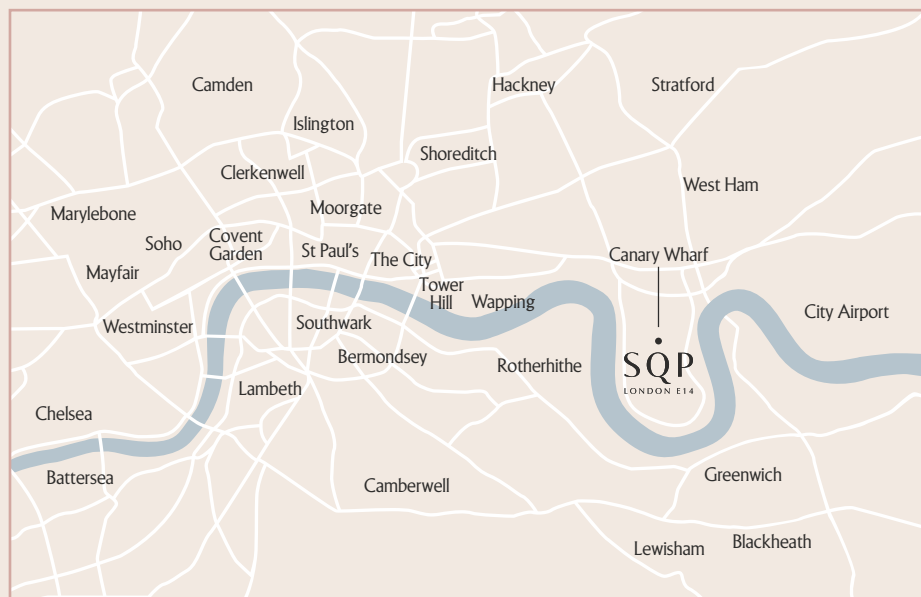 Camden
Hackney
Stratford
Islington
Shoreditch
Clerkenwell
West Ham
Moorgate
Marylebone
Soho
Covent
Garden
St Paul's
The City
Canary Wharf
Mayfair
Tower
Hill
Wapping
City Airport
Westminster
Southwark
Bermondsey
Rotherhithe
SQP
LONDON E14
Lambeth
Chelsea
Battersea
Camberwell
Greenwich
Lewisham
Blackheath